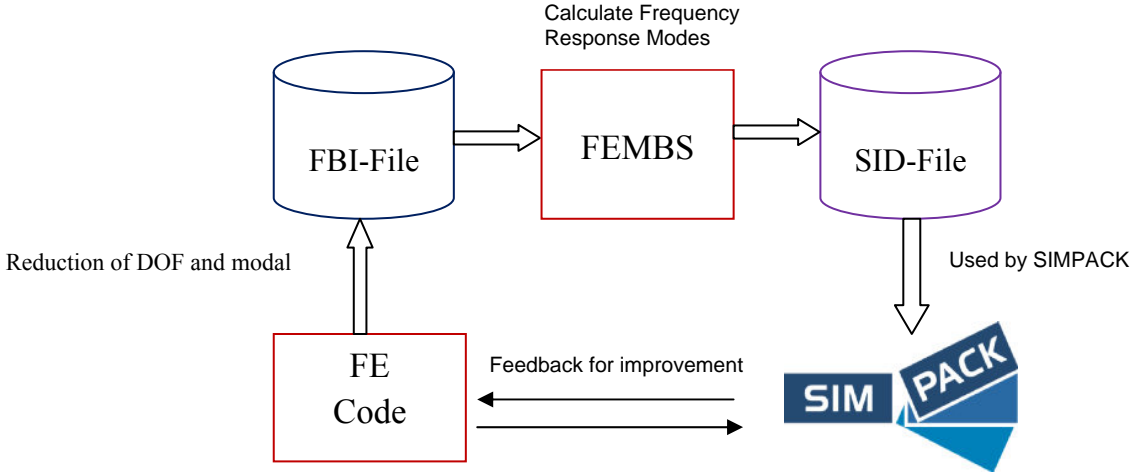 Calculate Frequency
Response Modes
FBI-File
FEMBS
SID-File
Reduction of DOF and modal
Used by SIMPACK
FE
Code
Feedback for improvement
SIM
PACK